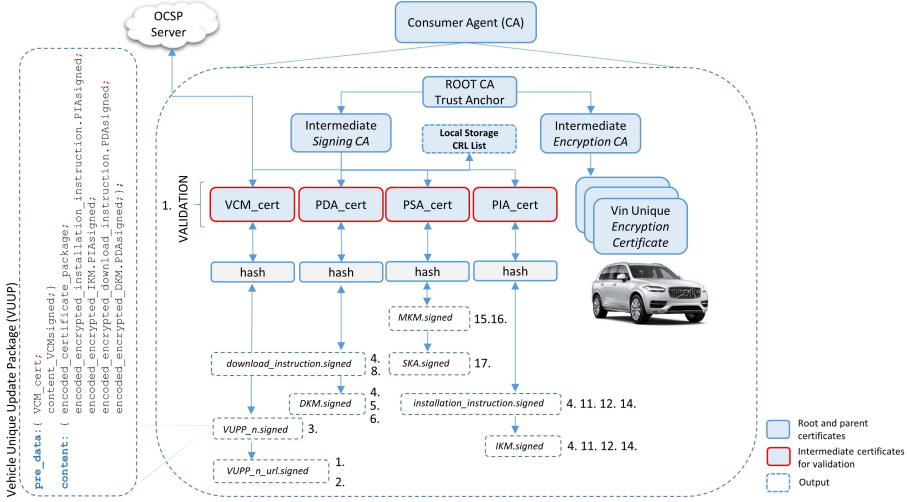 OCSP
Server
Consumer Agent (CA)
ROOT CA
Trust Anchor
Intermediate
Signing CA
Local Storage
CRL List
Intermediate
Encryption CA
1.
VALIDATION
VCM_cert
PDA_cert
PSA_cert
PIA_cert
Vin Unique
Encryption
Certificate
hash
hash
hash
hash
MKM.signed
15.16.
download_instruction.signed
4.
8.
SKA.signed
17.
DKM.signed
4.
5.
6.
installation_instruction.signed
4. 11. 12. 14.
VUPP_n.signed
3.
IKM.signed
4. 11. 12. 14.
VUPP_n_url.signed
1.
2.
Vehicle Unique Update Package (VUUP)
pre_data:{ VCM_cert;
content_VCMsigned;}
content: { encoded_certificate_package;
encoded_encrypted_installation_instruction.PIAsigned;
encoded_encrypted_IKM.PIAsigned;
encoded_encrypted_download_instruction.PDAsigned;
encoded_encrypted_DKM.PDAsigned;};
Root and parent
certificates
Intermediate certificates
for validation
Output